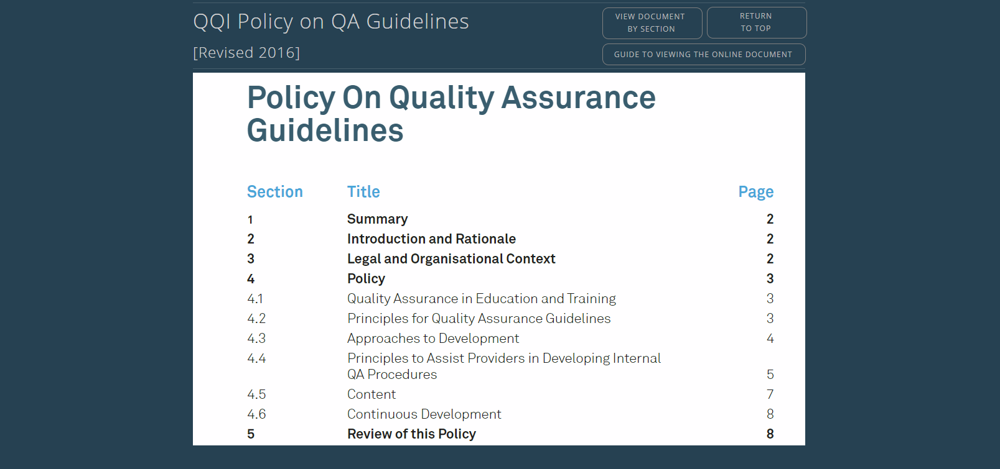 QQI Policy on QA Guidelines
[Revised 2016]
VIEW DOCUMENT
BY SECTION
RETURN
TO TOP
GUIDE TO VIEWING THE ONLINE DOCUMENT
Policy On Quality Assurance
Guidelines
Section Title Page
1 Summary 2
2 Introduction and Rationale 2
3 Legal and Organisational Context 2
4 Policy 3
4.1 Quality Assurance in Education and Training 3
4.2 Principles for Quality Assurance Guidelines 3
4.3 Approaches to Development 4
4.4 Principles to Assist Providers in Developing Internal
QA Procedures 5
4.5 Content 7
4.6 Continuous Development 8
5 Review of this Policy 8